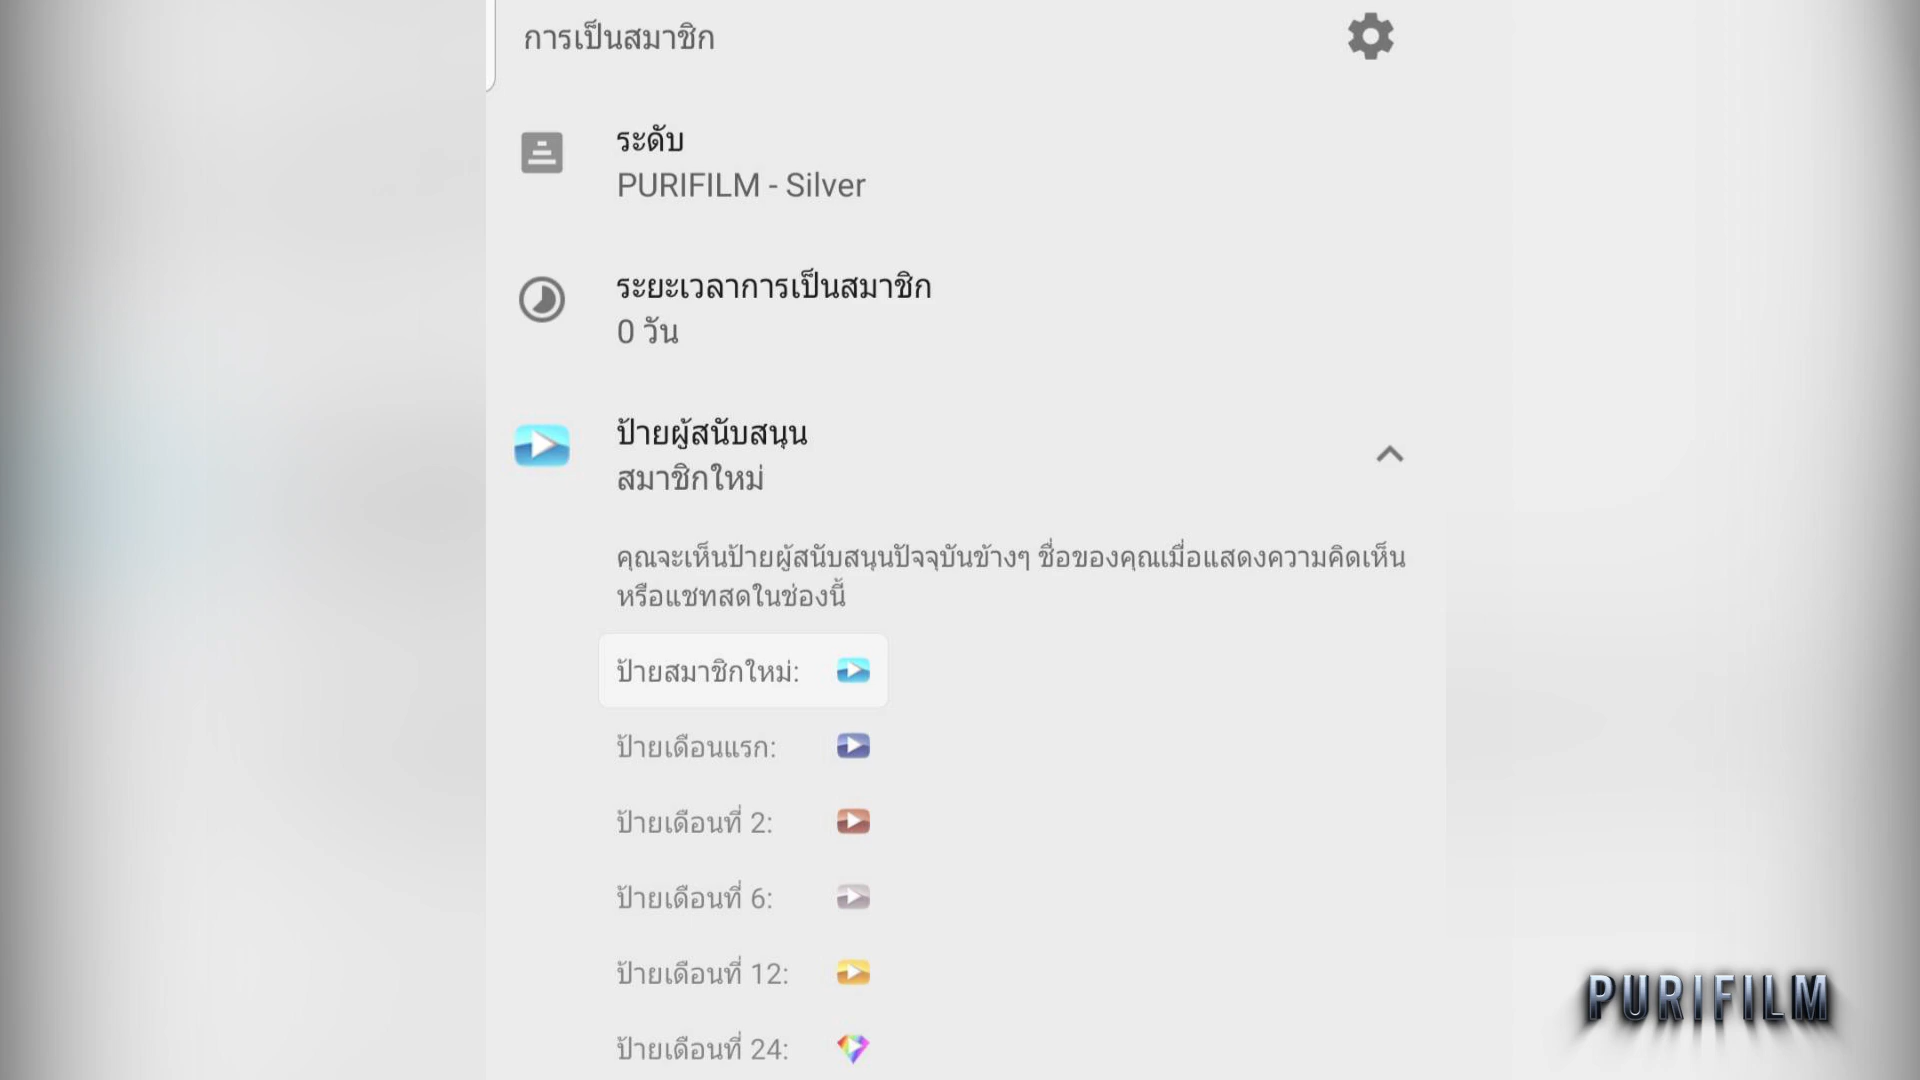 การเป็นสมาชิก
ระดับ
PURIFILM - Silver
ระยะเวลาการเป็นสมาชิก
0 วัน
ป้ายผู้สนับสนุน
สมาชิกใหม่
คุณจะเห็นป้ายผู้สนับสนุนปัจจุบันข้างๆ ชื่อของคุณเมื่อแสดงความคิดเห็น
หรือแชทสดในช่องนี้
ป้ายสมาชิกใหม่:
ป้ายเดือนแรก:
ป้ายเดือนที่ 2:
ป้ายเดือนที่ 6:
ป้ายเดือนที่ 12:
ป้ายเดือนที่ 24:
PURIFILM